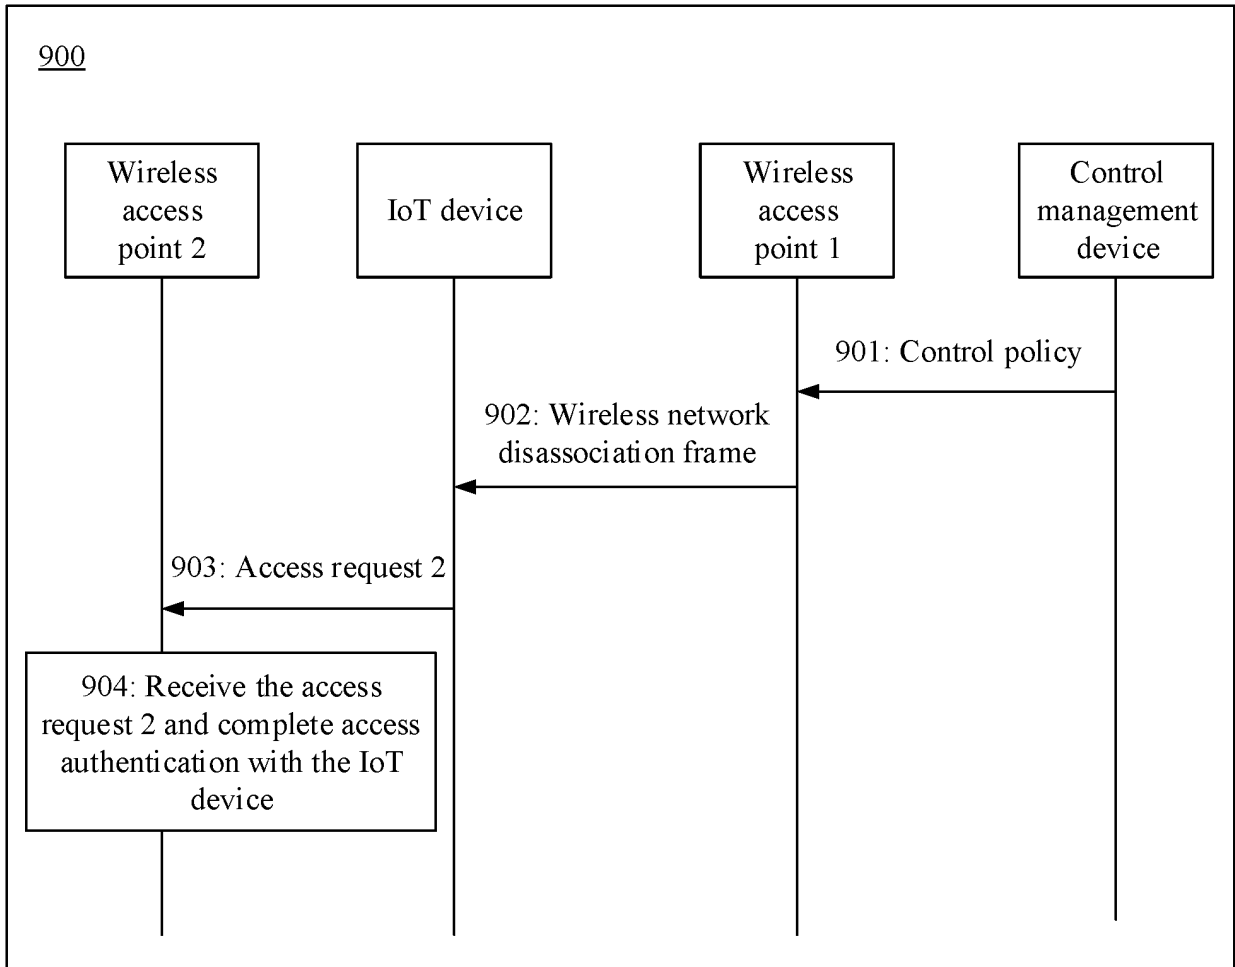 900
Wireless
access
point 2
IoT device
Wireless
access
point 1
Control
management
device
901: Control policy
902: Wireless network
disassociation frame
903: Access request 2
904: Receive the access
request 2 and complete access
authentication with the IoT
device